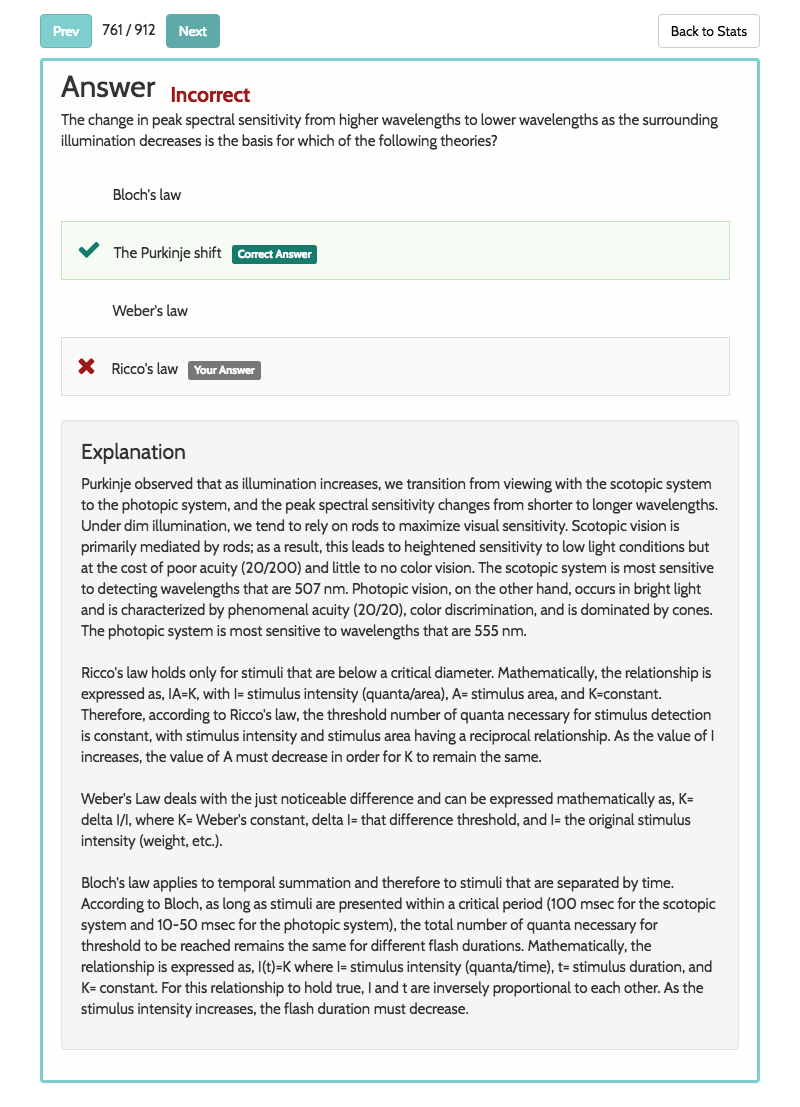 Prev 761 / 912 Next Back to Stats
Answer Incorrect
The change in peak spectral sensitivity from higher wavelengths to lower wavelengths as the surrounding
illumination decreases is the basis for which of the following theories?
Bloch's law
The Purkinje shift Correct Answer
Weber's law
Ricco's law Your Answer
Explanation
Purkinje observed that as illumination increases, we transition from viewing with the scotopic system
to the photopic system, and the peak spectral sensitivity changes from shorter to longer wavelengths.
Under dim illumination, we tend to rely on rods to maximize visual sensitivity. Scotopic vision is
primarily mediated by rods; as a result, this leads to heightened sensitivity to low light conditions but
at the cost of poor acuity (20/200) and little to no color vision. The scotopic system is most sensitive
to detecting wavelengths that are 507 nm. Photopic vision, on the other hand, occurs in bright light
and is characterized by phenomenal acuity (20/20), color discrimination, and is dominated by cones.
The photopic system is most sensitive to wavelengths that are 555 nm.
Ricco's law holds only for stimuli that are below a critical diameter. Mathematically, the relationship is
expressed as, IA=K, with I= stimulus intensity (quanta/area), A= stimulus area, and K=constant.
Therefore, according to Ricco's law, the threshold number of quanta necessary for stimulus detection
is constant, with stimulus intensity and stimulus area having a reciprocal relationship. As the value of I
increases, the value of A must decrease in order for K to remain the same.
Weber's Law deals with the just noticeable difference and can be expressed mathematically as, K=
delta I/I, where K= Weber's constant, delta I= that difference threshold, and I= the original stimulus
intensity (weight, etc.).
Bloch's law applies to temporal summation and therefore to stimuli that are separated by time.
According to Bloch, as long as stimuli are presented within a critical period (100 msec for the scotopic
system and 10-50 msec for the photopic system), the total number of quanta necessary for
threshold to be reached remains the same for different flash durations. Mathematically, the
relationship is expressed as, I(t)=K where I= stimulus intensity (quanta/time), t= stimulus duration, and
K= constant. For this relationship to hold true, I and t are inversely proportional to each other. As the
stimulus intensity increases, the flash duration must decrease.